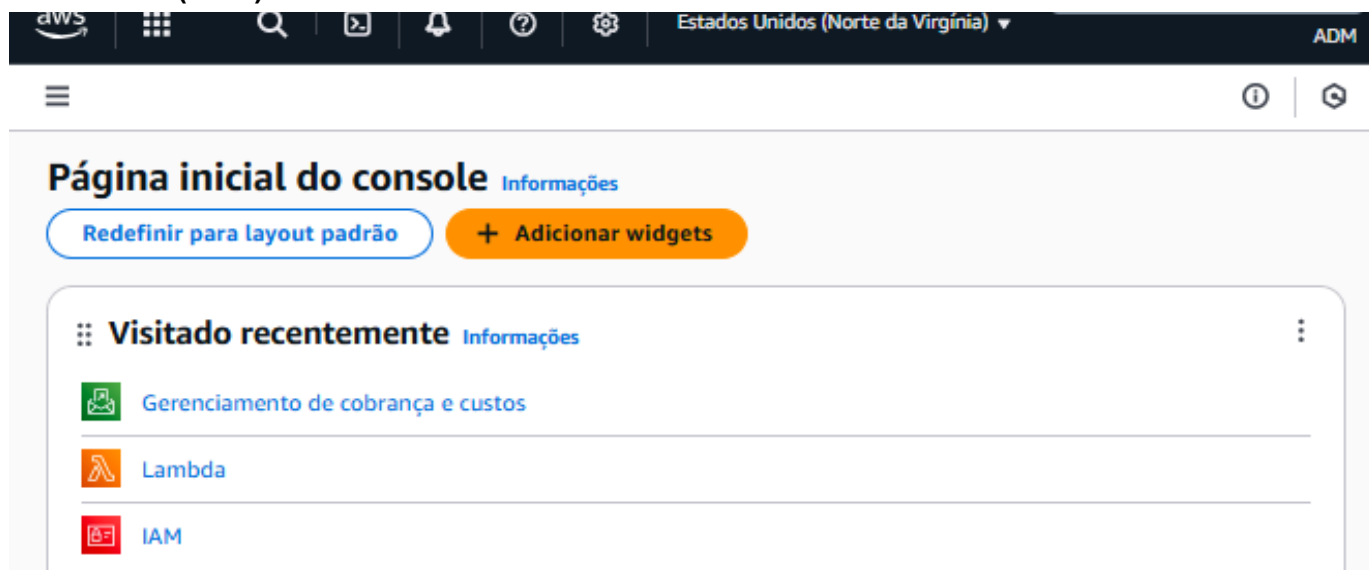 aws
Estados Unidos (Norte da Virgínia)
ADM
Página inicial do console Informações
Redefinir para layout padrão + Adicionar widgets
Visitado recentemente Informações
Gerenciamento de cobrança e custos
Lambda
IAM